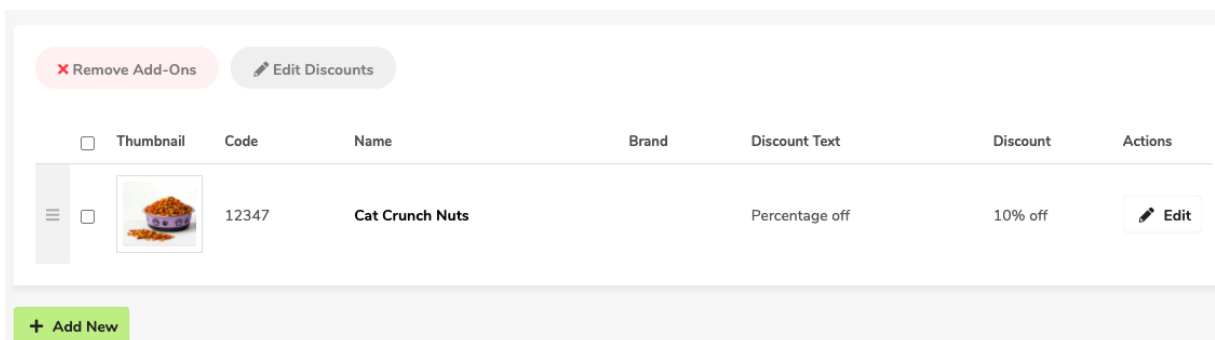 Remove Add-Ons
Edit Discounts
Thumbnail Code Name Brand Discount Text Discount Actions
12347 Cat Crunch Nuts Percentage off 10% off Edit
+ Add New